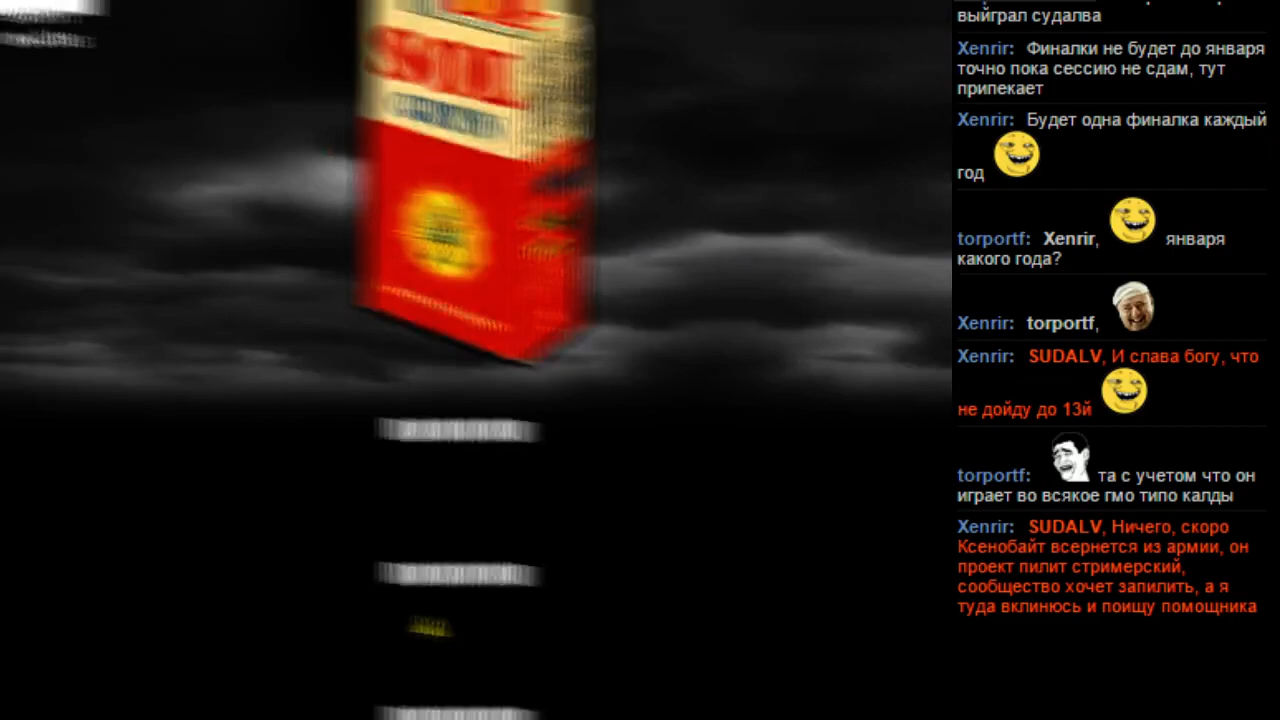 выйграл судалва
Xenrir: Финалки не будет до января
точно пока сессию не сдам, тут
припекает
Xenrir: Будет одна финалка каждый
год
torportf: Xenrir, января
какого года?
Xenrir: torportf,
Xenrir: SUDALV, И слава богу, что
не дойду до 13й
torportf: та с учетом что он
играет во всякое гмо типо калды
Xenrir: SUDALV, Ничего, скоро
Ксенобайт всернется из армии, он
проект пилит стримерский,
сообщество хочет запилить, а я
туда вклинюсь и поищу помощника